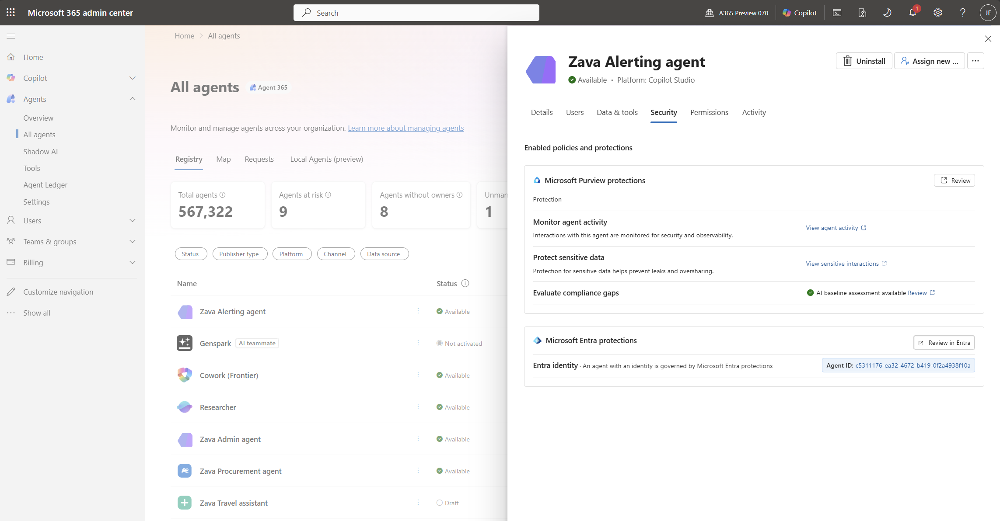 Microsoft 365 admin center
Search
A365 Preview 070
Copilot
1
JF
Home
Copilot
Agents
Overview
All agents
Shadow AI
Tools
Agent Ledger
Settings
Users
Teams & groups
Billing
Customize navigation
Show all
Home > All agents
All agents
Agent 365
Monitor and manage agents across your organization. Learn more about managing agents
Registry Map Requests Local Agents (preview)
Total agents
567,322
Agents at risk
9
Agents without owners
8
Unman
1
Status Publisher type Platform Channel Data source
Name Status
Zava Alerting agent Available
Genspark AI teammate Not activated
Cowork (Frontier) Available
Researcher Available
Zava Admin agent Available
Zava Procurement agent Available
Zava Travel assistant Draft
Zava Alerting agent
Available • Platform: Copilot Studio
Uninstall
Assign new ...
Details Users Data & tools Security Permissions Activity
Enabled policies and protections
Microsoft Purview protections
Review
Protection
Monitor agent activity
Interactions with this agent are monitored for security and observability.
View agent activity
Protect sensitive data
Protection for sensitive data helps prevent leaks and oversharing.
View sensitive interactions
Evaluate compliance gaps
AI baseline assessment available Review
Microsoft Entra protections
Review in Entra
Entra identity · An agent with an identity is governed by Microsoft Entra protections
Agent ID: c5311176-ea32-4672-b419-0f2a4938f10a